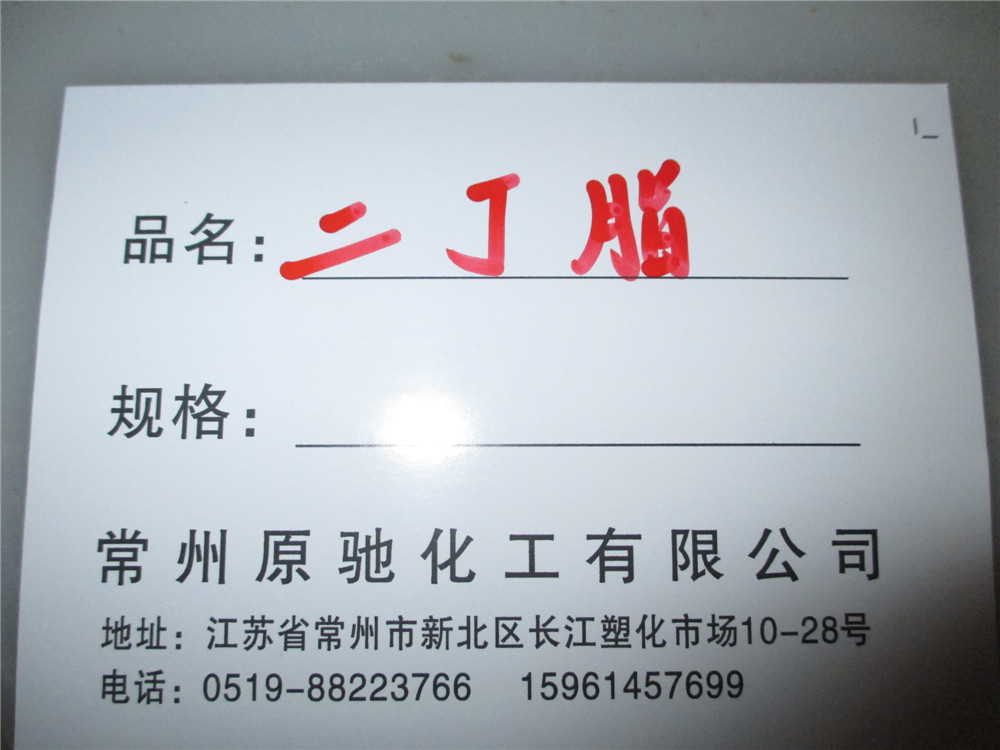 品名：二丁脂
规格：
常州原驰化工有限公司
地址：江苏省常州市新北区长江塑化市场10-28号
电话：0519-88223766 15961457699